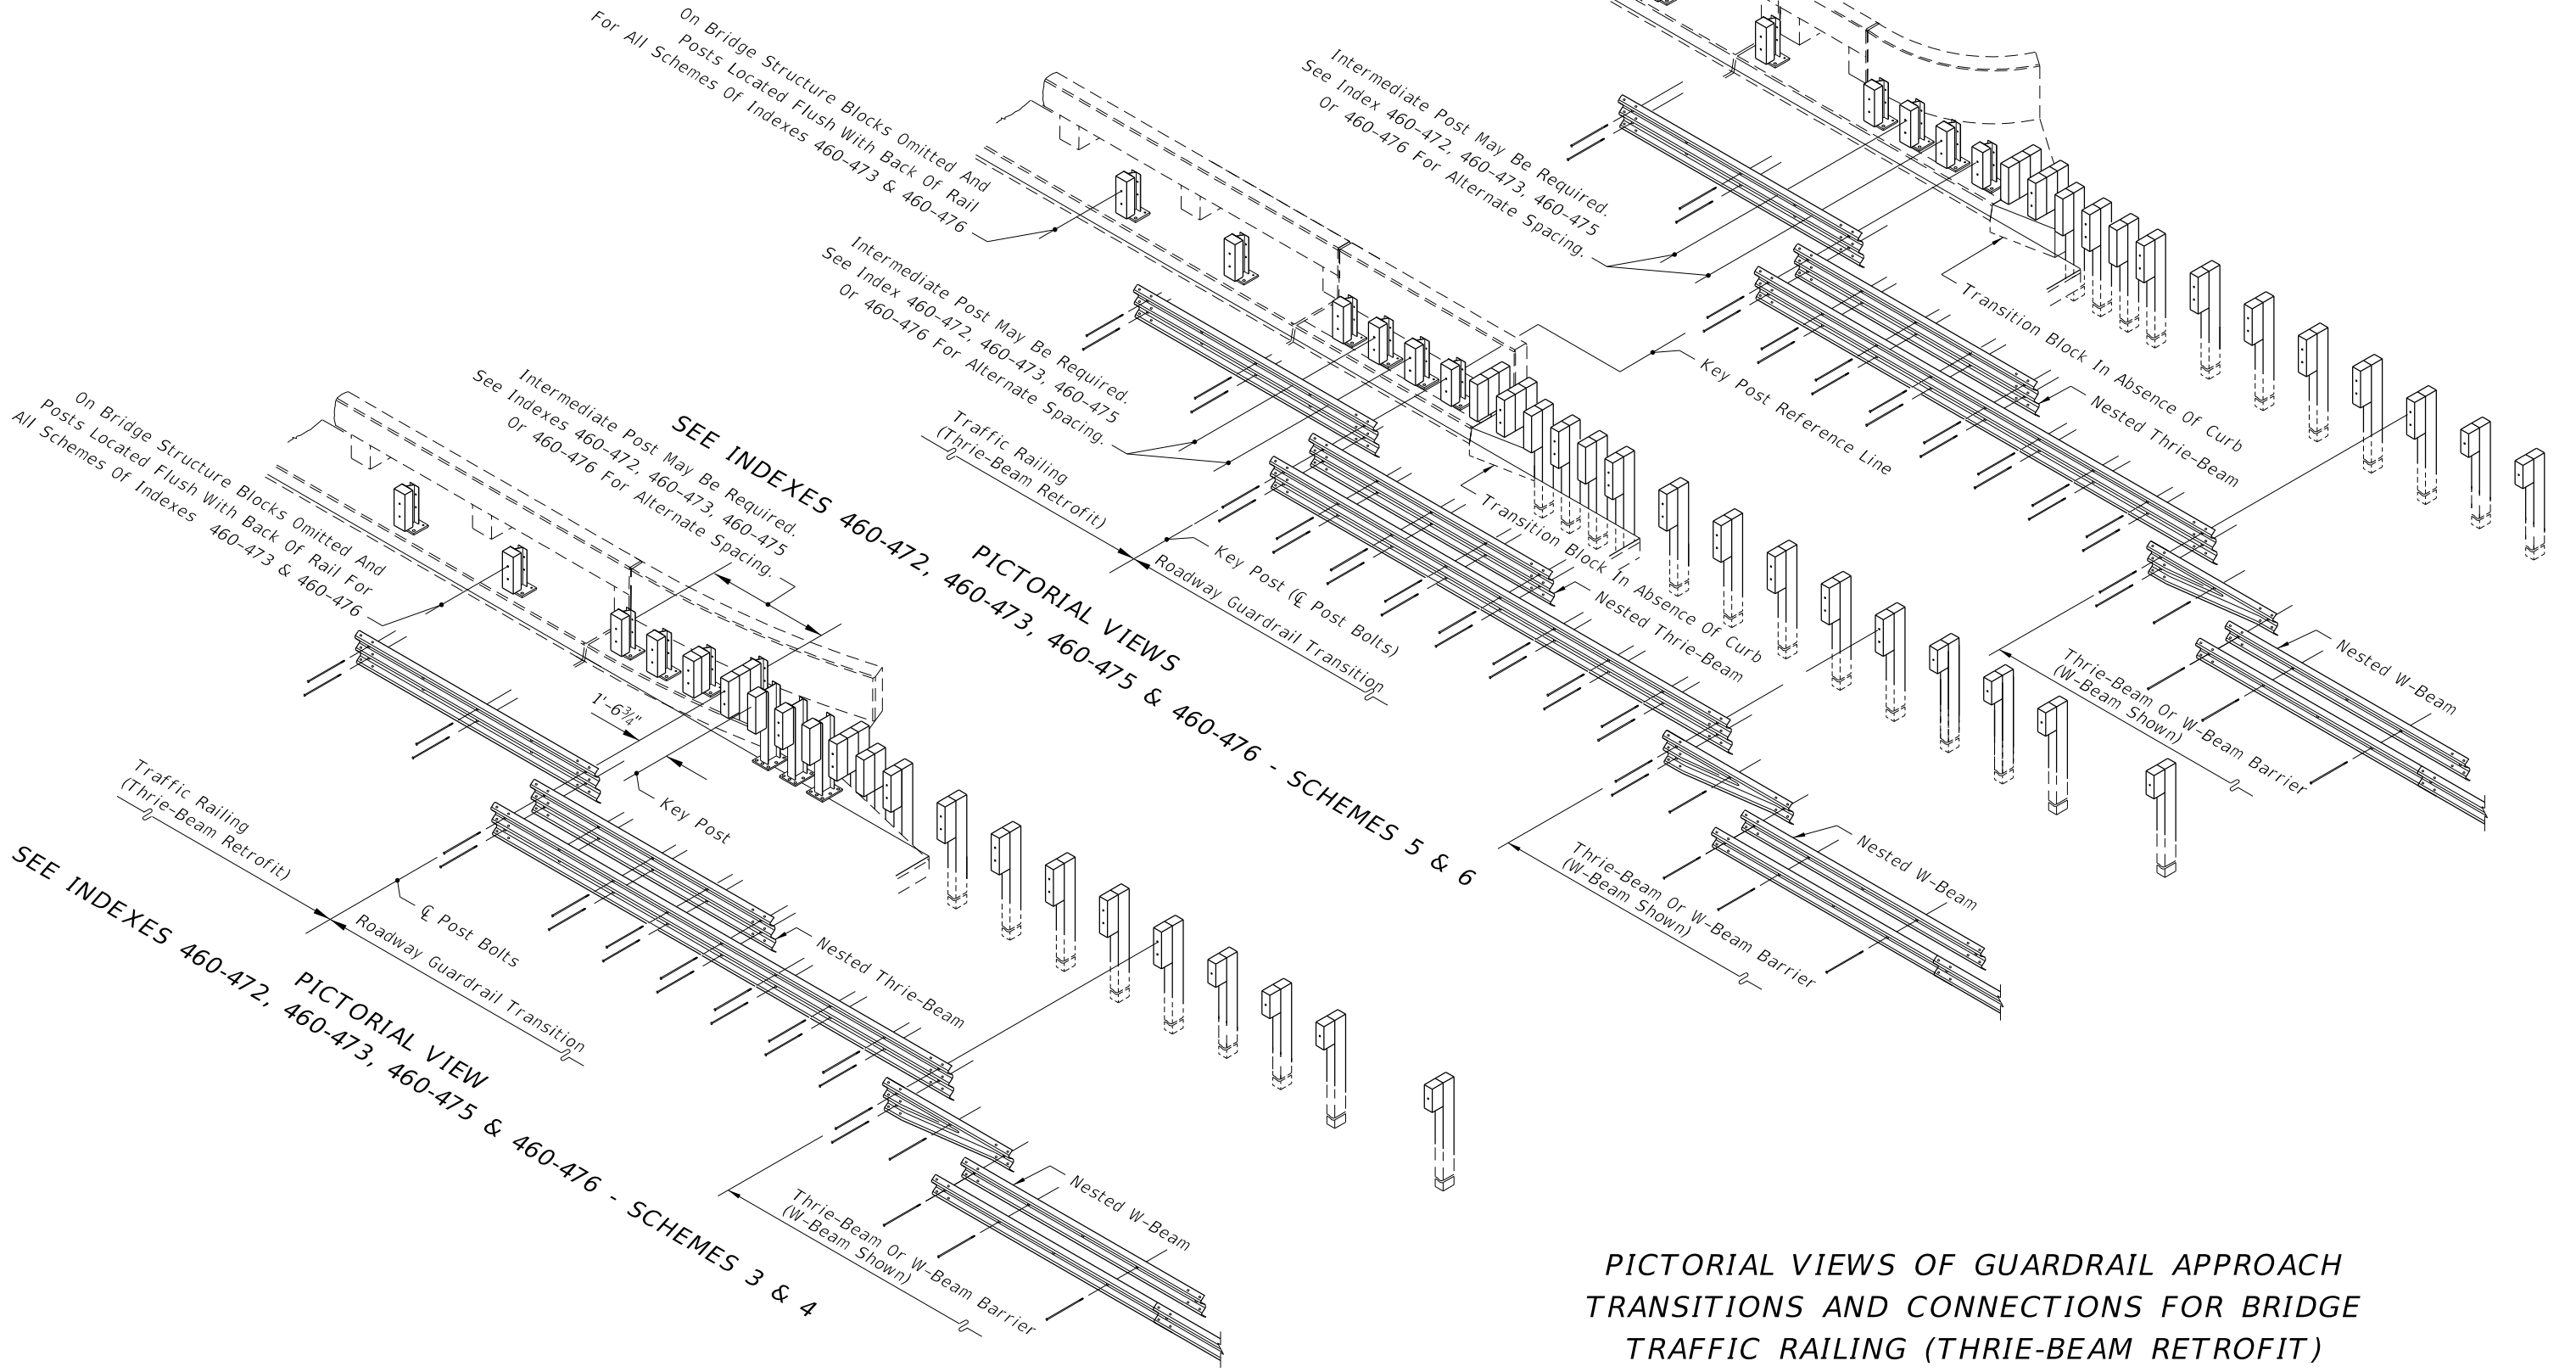 On Bridge Structure Blocks Omitted And
Posts Located Flush With Back Of Rail
For All Schemes Of Indexes 460-473 & 460-476
Intermediate Post May Be Required.
See Index 460-472, 460-473, 460-475
Or 460-476 For Alternate Spacing.
Intermediate Post May Be Required.
See Index 460-472, 460-473, 460-475
Or 460-476 For Alternate Spacing.
Transition Block In Absence Of Curb
Nested Thrie-Beam
Key Post Reference Line
Traffic Railing
(Thrie-Beam Retrofit)
Key Post (℄ Post Bolts)
Roadway Guardrail Transition
Transition Block In Absence Of Curb
Nested Thrie-Beam
Nested W-Beam
Thrie-Beam Or W-Beam Barrier
(W-Beam Shown)
Nested W-Beam
Thrie-Beam Or W-Beam Barrier
(W-Beam Shown)
PICTORIAL VIEWS
SEE INDEXES 460-472, 460-473, 460-475 & 460-476 - SCHEMES 5 & 6
On Bridge Structure Blocks Omitted And
Posts Located Flush With Back Of Rail For
All Schemes Of Indexes 460-473 & 460-476
Intermediate Post May Be Required.
See Indexes 460-472, 460-473, 460-475
Or 460-476 For Alternate Spacing.
1'-6¾"
Key Post
Traffic Railing
(Thrie-Beam Retrofit)
℄ Post Bolts
Roadway Guardrail Transition
Nested Thrie-Beam
Nested W-Beam
Thrie-Beam Or W-Beam Barrier
(W-Beam Shown)
PICTORIAL VIEW
SEE INDEXES 460-472, 460-473, 460-475 & 460-476 - SCHEMES 3 & 4
PICTORIAL VIEWS OF GUARDRAIL APPROACH
TRANSITIONS AND CONNECTIONS FOR BRIDGE
TRAFFIC RAILING (THRIE-BEAM RETROFIT)